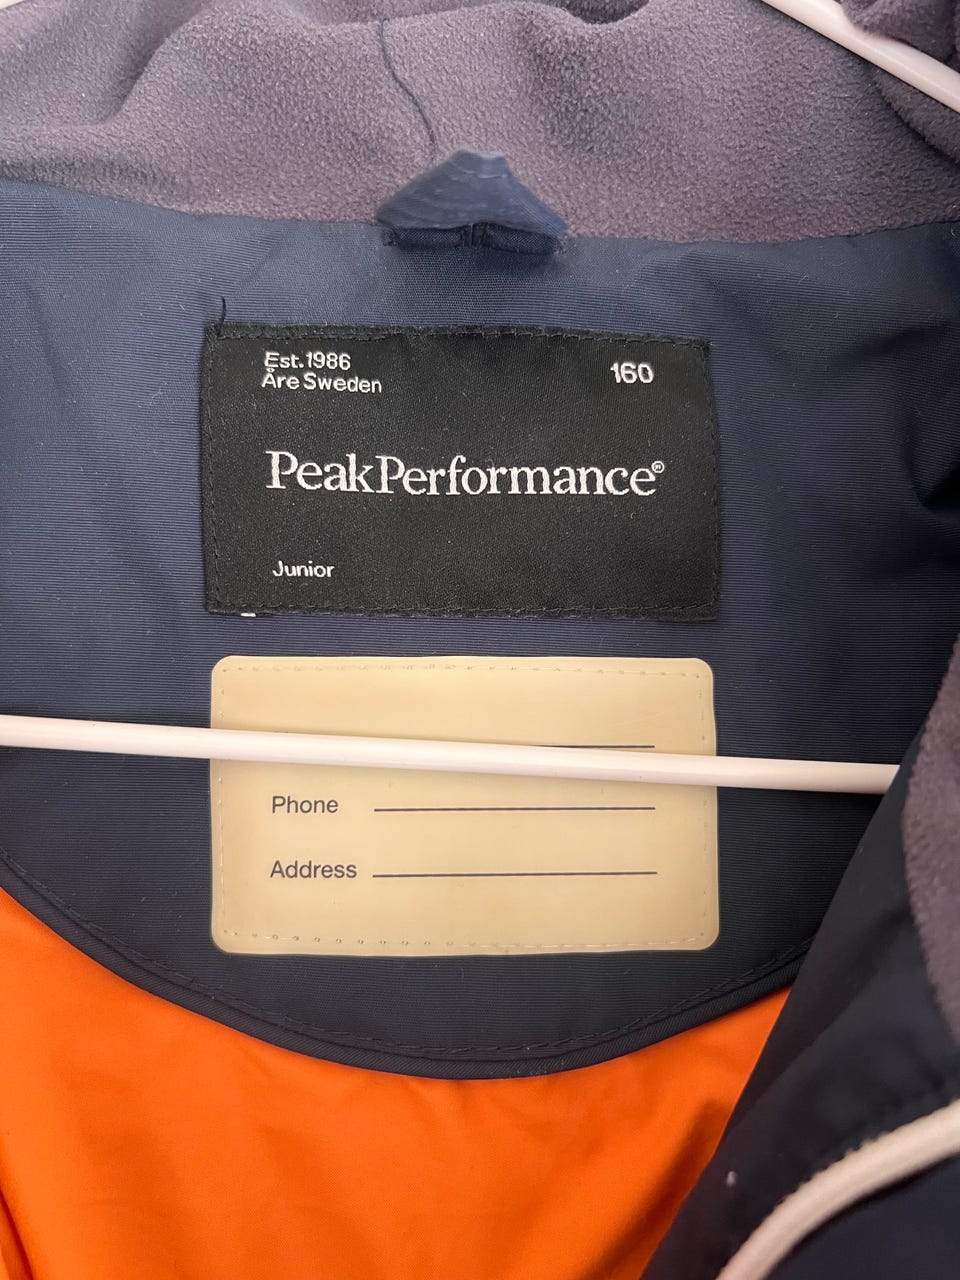 Est.1986
Åre Sweden
160
PeakPerformance®
Junior
Phone
Address